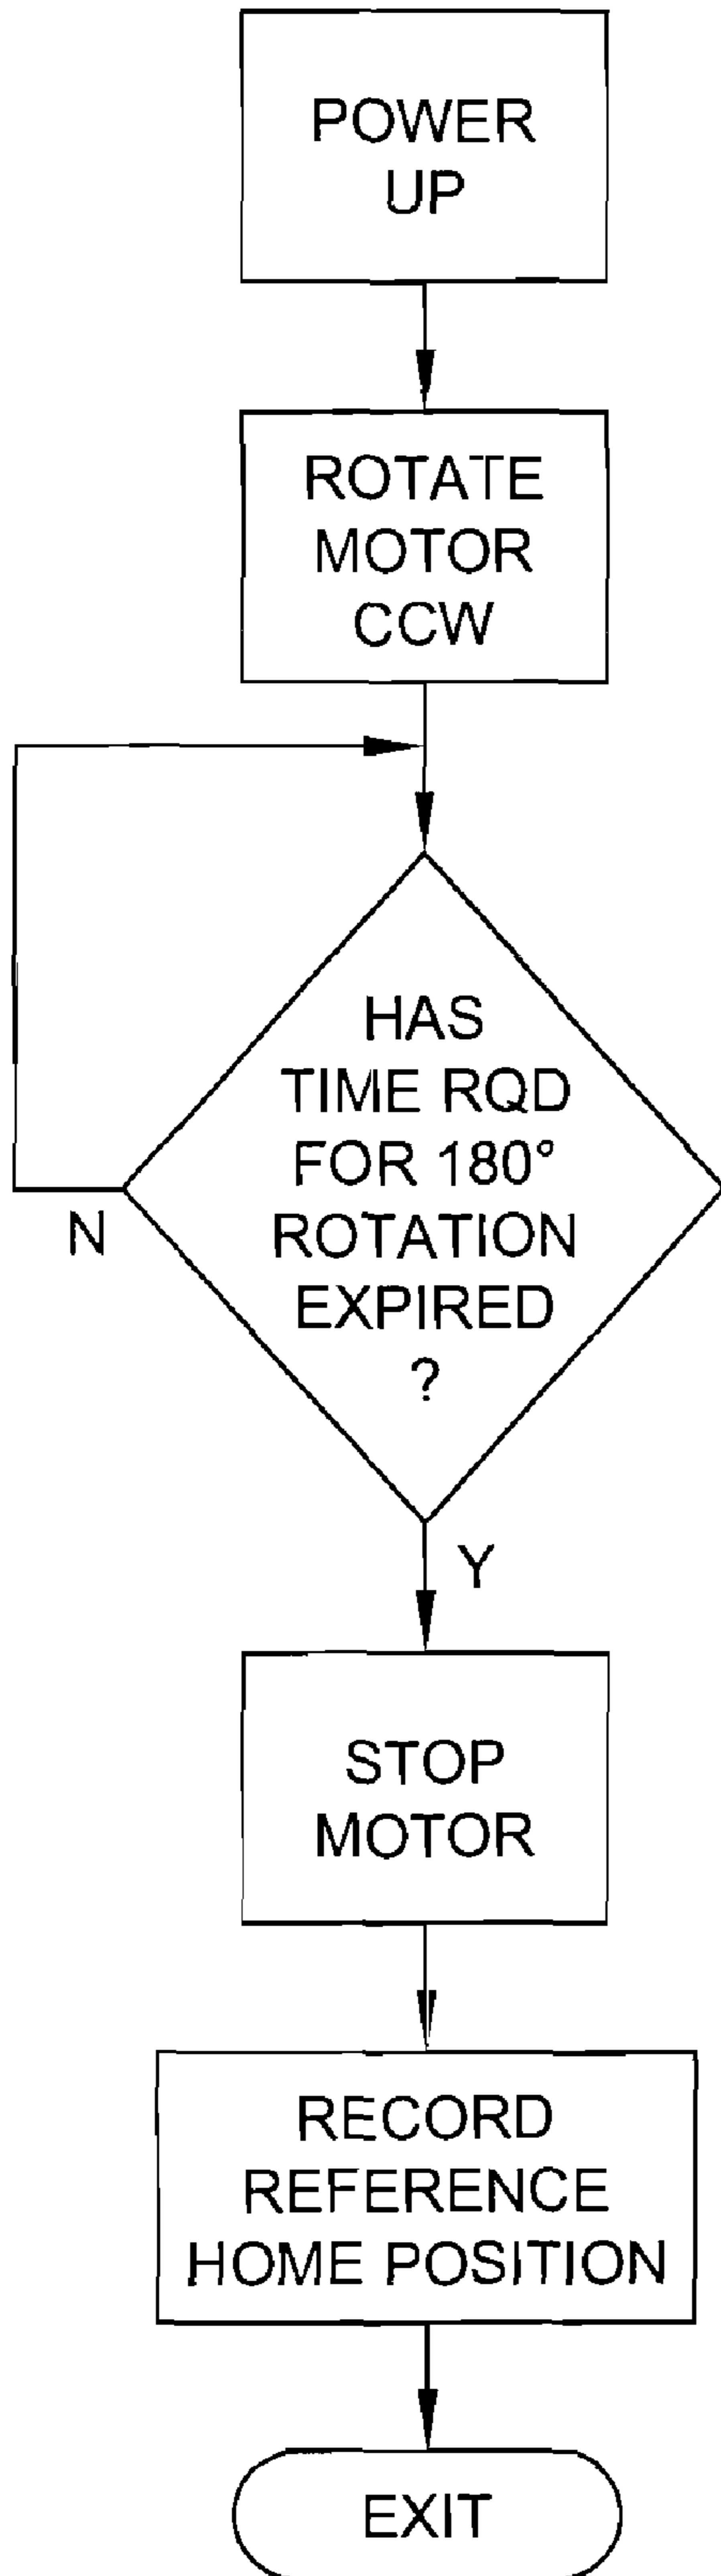 POWER
UP
ROTATE
MOTOR
CCW
HAS
TIME RQD
FOR 180°
ROTATION
EXPIRED
?
N
Y
STOP
MOTOR
RECORD
REFERENCE
HOME POSITION
EXIT